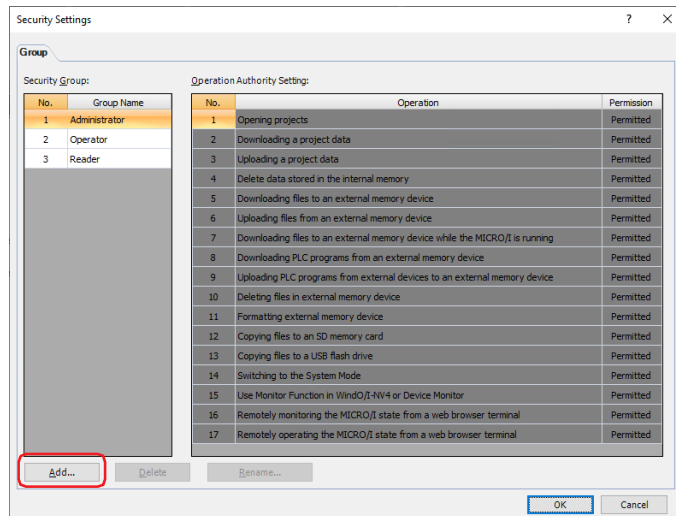 Security Settings ? ×
Group
Security Group: Operation Authority Setting:
No. Group Name No. Operation Permission
1 Administrator 1 Opening projects Permitted
2 Operator 2 Downloading a project data Permitted
3 Reader 3 Uploading a project data Permitted
4 Delete data stored in the internal memory Permitted
5 Downloading files to an external memory device Permitted
6 Uploading files from an external memory device Permitted
7 Downloading files to an external memory device while the MICRO/I is running Permitted
8 Downloading PLC programs from an external memory device Permitted
9 Uploading PLC programs from external devices to an external memory device Permitted
10 Deleting files in external memory device Permitted
11 Formatting external memory device Permitted
12 Copying files to an SD memory card Permitted
13 Copying files to a USB flash drive Permitted
14 Switching to the System Mode Permitted
15 Use Monitor Function in WindO/I-NV4 or Device Monitor Permitted
16 Remotely monitoring the MICRO/I state from a web browser terminal Permitted
17 Remotely operating the MICRO/I state from a web browser terminal Permitted
Add... Delete Rename...
OK Cancel